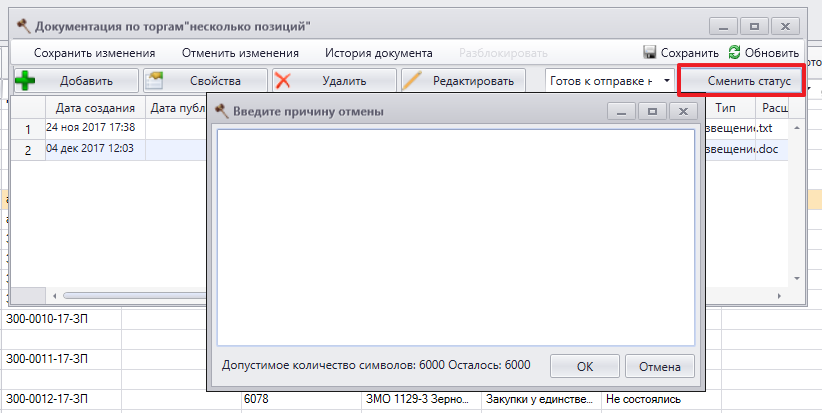 Документация по торгам"несколько позиций"
Сохранить изменения Отменить изменения История документа Разблокировать Сохранить Обновить
Добавить Свойства Удалить Редактировать Готов к отправке н Сменить статус
Дата создания Дата публ Тип Расш
1 24 ноя 2017 17:38 звещение .txt
2 04 дек 2017 12:03 звещение .doc
Введите причину отмены
Допустимое количество символов: 6000 Осталось: 6000 ОК Отмена
300-0010-17-ЗП
300-0011-17-ЗП
300-0012-17-ЗП 6078 ЗМО 1129-3 Зерно... Закупки у единстве... Не состоялись